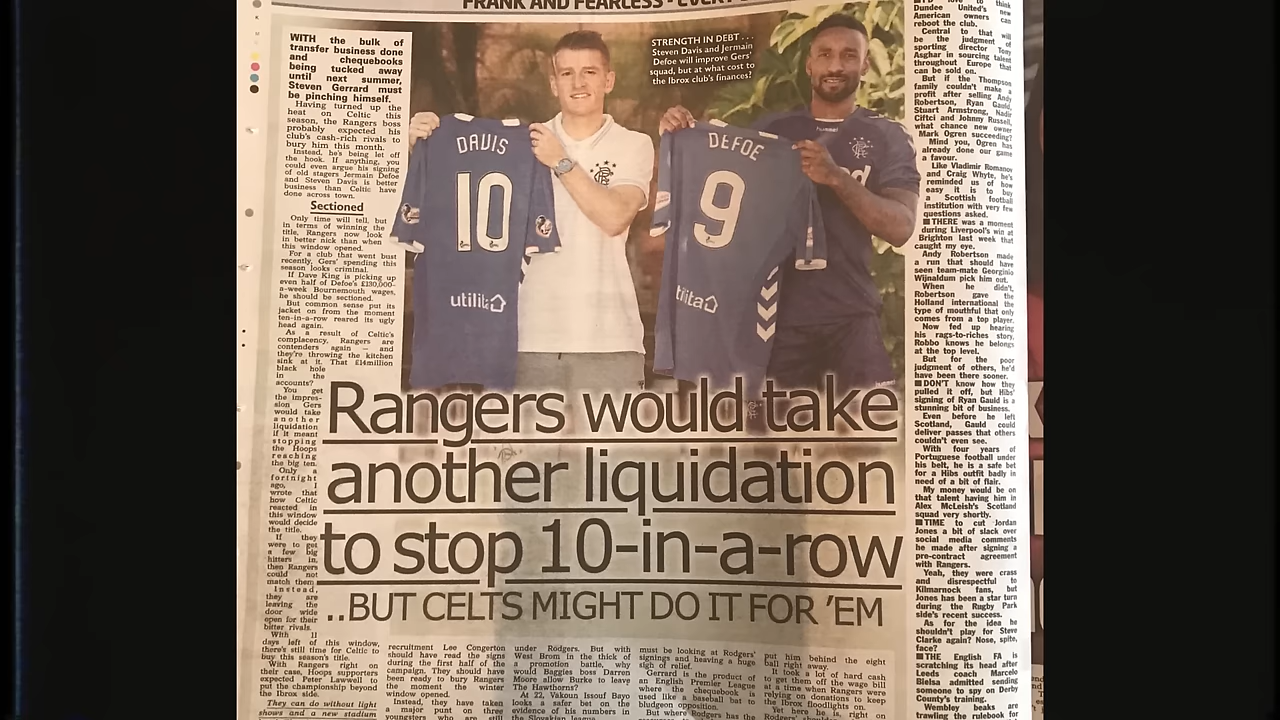 FRANK AND FEARLESS - EVERY
WITH the bulk of
transfer business done
and chequebooks
being tucked away
until next summer,
Steven Gerrard must
be pinching himself.
Having turned up the
heat on Celtic this
season, the Rangers boss
probably expected his
club's cash-rich rivals to
bury him this month.
Instead, he's being let off
the hook. If anything, you
could even argue his signing
of old stagers Jermain Defoe
and Steven Davis is better
business than Celtic have
done across town.
Sectioned
Only time will tell, but
in terms of winning the
title, Rangers now look
in better nick than when
this window opened.
For a club that went bust
recently, Gers' spending this
season looks criminal.
If Dave King is picking up
even half of Defoe's £130,000-
a-week Bournemouth wages,
he should be sectioned.
But common sense put its
jacket on from the moment
ten-in-a-row reared its ugly
head again.
As a result of Celtic's
complacency, Rangers are
contenders again — and
they're throwing the kitchen
sink at it. That £14million
black hole
in the
accounts?
You get
the impres-
sion Gers
would take
another
liquidation
if it meant
stopping
the Hoops
reaching
the big ten.
Only a
fortnight
ago, I
wrote that
how Celtic
reacted in
this window
would decide
the title.
If they
were to get
a few big
hitters in,
then Rangers
could not
match them.
Instead,
they are
leaving the
door wide
open for their
bitter rivals.
With 11
days left of this window,
there's still time for Celtic to
buy this season's title.
With Rangers right on
their case, Hoops supporters
expected Peter Lawwell to
put the championship beyond
the Ibrox side.
They can do without light
shows and a new stadium
STRENGTH IN DEBT . . .
Steven Davis and Jermain
Defoe will improve Gers'
squad, but at what cost to
the Ibrox club's finances?
DAVIS
10
utilita
DEFOE
9
hummel
Rangers would take
another liquidation
to stop 10-in-a-row
..BUT CELTS MIGHT DO IT FOR 'EM
recruitment Lee Congerton
should have read the signs
during the first half of the
campaign. They should have
been ready to bury Rangers
the moment the winter
window opened.
Instead, they have taken
a major punt on three
youngsters who are still
under Rodgers. But with
West Brom in the thick of
a promotion battle, why
would Baggies boss Darren
Moore allow Burke to leave
The Hawthorns?
At 22, Vakoun Issouf Bayo
looks a safer bet on the
evidence of his numbers in
the Slovakian league.
must be looking at Rodgers'
signings and heaving a huge
sigh of relief.
Gerrard is the product of
an English Premier League
where the chequebook is
used like a baseball bat to
bludgeon opposition.
But where Rodgers has the
put him behind the eight
ball right away.
It took a lot of hard cash
to get them off the wage bill
at a time when Rangers were
relying on donations to keep
the Ibrox floodlights on.
Yet here he is, right on
Dundee United's new
American owners can
reboot the club.
Central to that will
be the judgment of
sporting director Tony
Asghar in sourcing talent
throughout Europe that
can be sold on.
But if the Thompson
family couldn't make a
profit after selling Andy
Robertson, Ryan Gauld,
Stuart Armstrong, Nadir
Ciftci and Johnny Russell,
what chance new owner
Mark Ogren succeeding?
Mind you, Ogren has
already done our game
a favour.
Like Vladimir Romanov
and Craig Whyte, he's
reminded us of how
easy it is to buy
a Scottish football
institution with very few
questions asked.
■THERE was a moment
during Liverpool's win at
Brighton last week that
caught my eye.
Andy Robertson made
a run that should have
seen team-mate Georginio
Wijnaldum pick him out.
When he didn't,
Robertson gave the
Holland international the
type of mouthful that only
comes from a top player.
Now fed up hearing
his rags-to-riches story,
Robbo knows he belongs
at the top level.
But for the poor
judgment of others, he'd
have been there sooner.
■DON'T know how they
pulled it off, but Hibs'
signing of Ryan Gauld is a
stunning bit of business.
Even before he left
Scotland, Gauld could
deliver passes that others
couldn't even see.
With four years of
Portuguese football under
his belt, he is a safe bet
for a Hibs outfit badly in
need of a bit of flair.
My money would be on
that talent having him in
Alex McLeish's Scotland
squad very shortly.
■TIME to cut Jordan
Jones a bit of slack over
social media comments
he made after signing a
pre-contract agreement
with Rangers.
Yeah, they were crass
and disrespectful to
Kilmarnock fans, but
Jones has been a star turn
during the Rugby Park
side's recent success.
As for the idea he
shouldn't play for Steve
Clarke again? Nose, spite,
face?
■THE English FA is
scratching its head after
Leeds coach Marcelo
Bielsa admitted sending
someone to spy on Derby
County's training.
Wembley beaks are
trawling the rulebook for